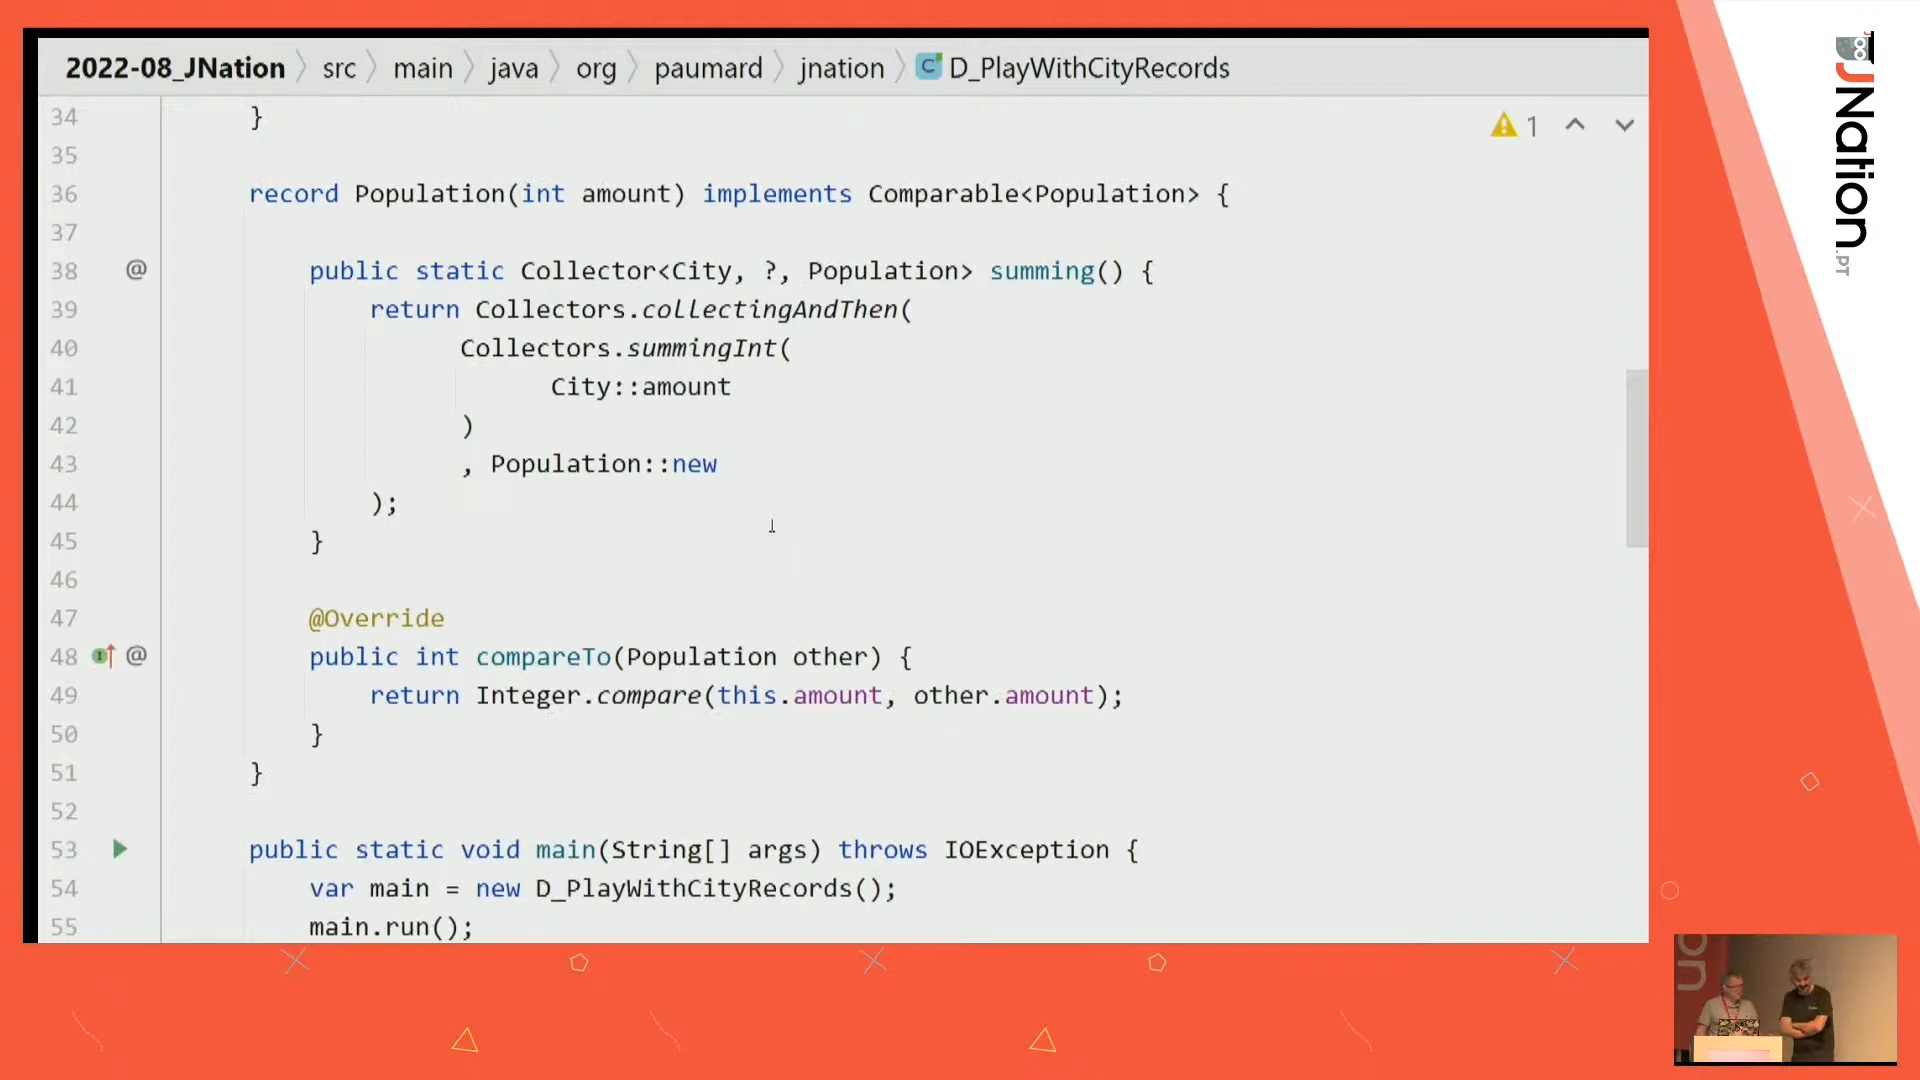 2022-08_JNation 〉 src 〉 main 〉 java 〉 org 〉 paumard 〉 jnation 〉 C D_PlayWithCityRecords
34 }
1
35
36 record Population(int amount) implements Comparable<Population> {
37
38 @ public static Collector<City, ?, Population> summing() {
39 return Collectors.collectingAndThen(
40 Collectors.summingInt(
41 City::amount
42 )
43 , Population::new
44 );
45 }
46
47 @Override
48 @ public int compareTo(Population other) {
49 return Integer.compare(this.amount, other.amount);
50 }
51 }
52
53 public static void main(String[] args) throws IOException {
54 var main = new D_PlayWithCityRecords();
55 main.run();
JNation
.PT
on